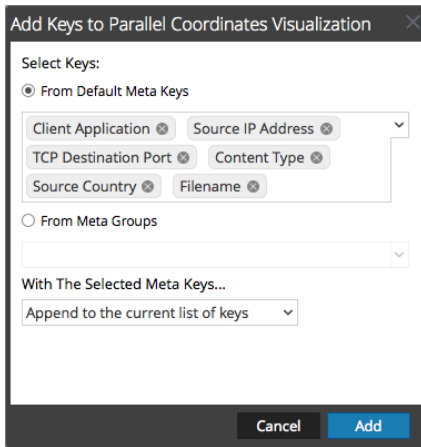 Add Keys to Parallel Coordinates Visualization
Select Keys:
From Default Meta Keys
Client Application Source IP Address
TCP Destination Port Content Type
Source Country Filename
From Meta Groups
With The Selected Meta Keys...
Append to the current list of keys
Cancel Add